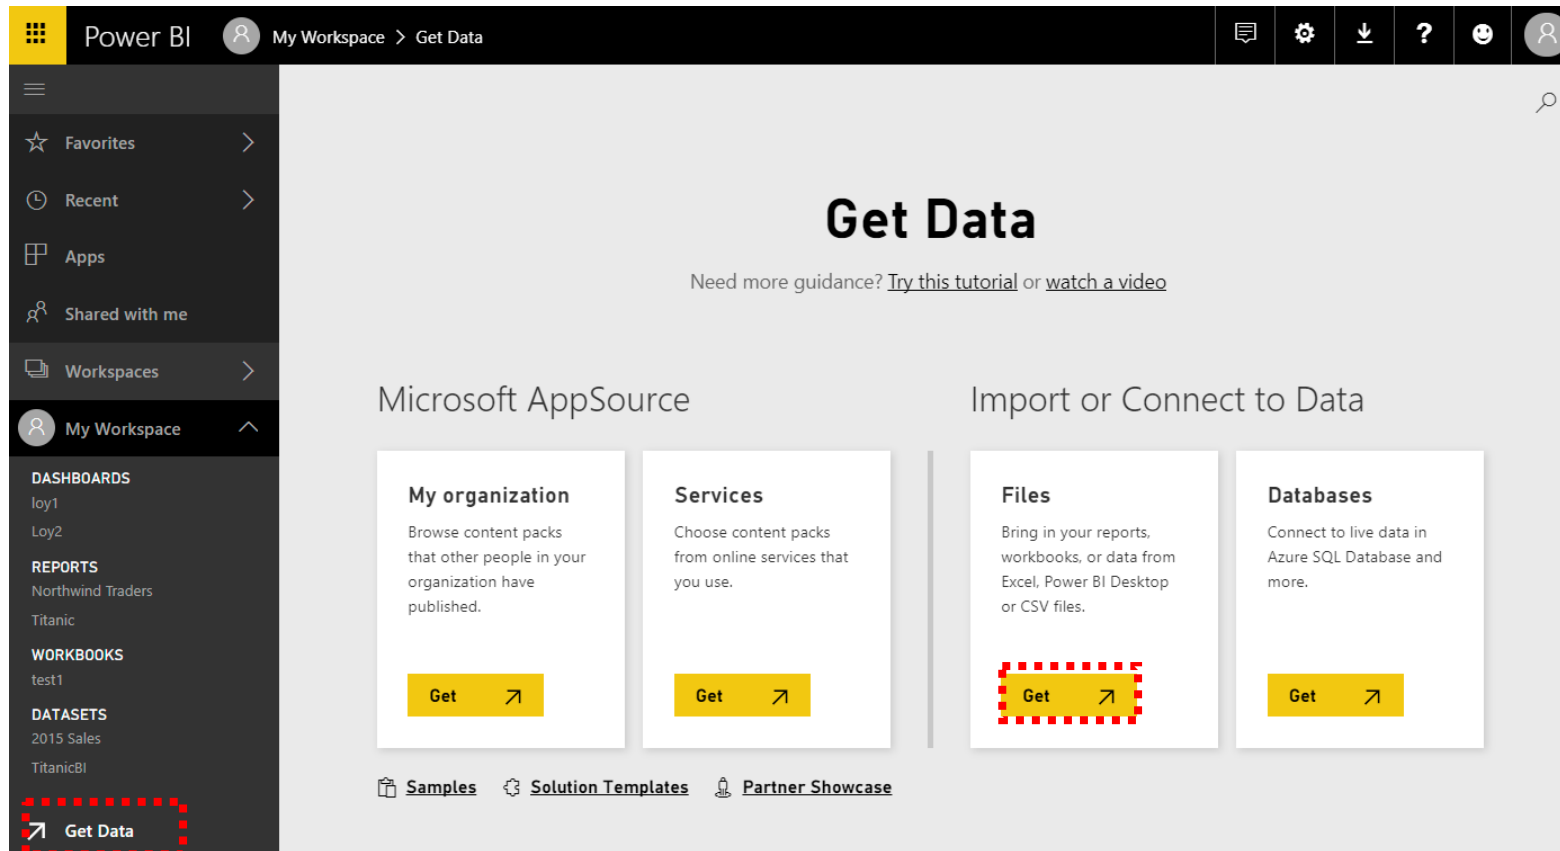 Power BI
My Workspace > Get Data
Favorites
Recent
Apps
Shared with me
Workspaces
My Workspace
DASHBOARDS
loy1
Loy2
REPORTS
Northwind Traders
Titanic
WORKBOOKS
test1
DATASETS
2015 Sales
TitanicBI
Get Data
Get Data
Need more guidance? Try this tutorial or watch a video
Microsoft AppSource
My organization
Browse content packs
that other people in your
organization have
published.
Get
Services
Choose content packs
from online services that
you use.
Get
Import or Connect to Data
Files
Bring in your reports,
workbooks, or data from
Excel, Power BI Desktop
or CSV files.
Get
Databases
Connect to live data in
Azure SQL Database and
more.
Get
Samples
Solution Templates
Partner Showcase